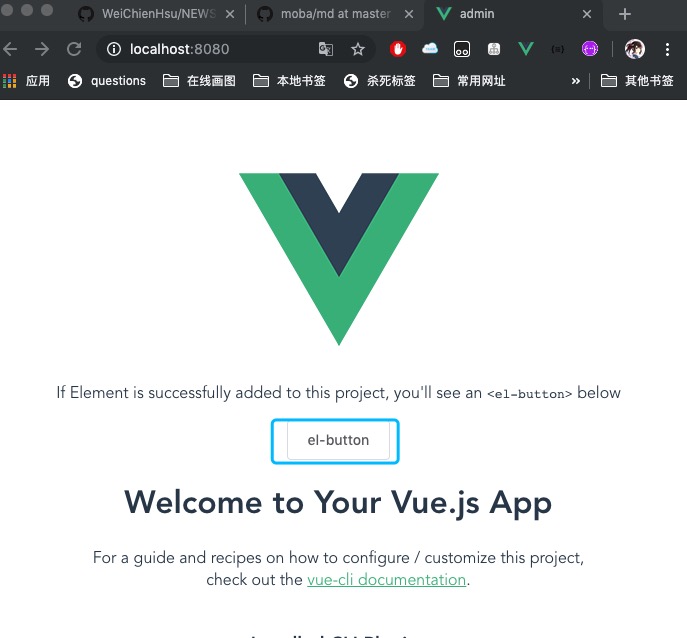 WeiChienHsu/NEWS
moba/md at master
admin
localhost:8080
应用
questions
在线画图
本地书签
杀死标签
常用网址
»
其他书签
If Element is successfully added to this project, you'll see an <el-button> below
el-button
Welcome to Your Vue.js App
For a guide and recipes on how to configure / customize this project,
check out the vue-cli documentation.